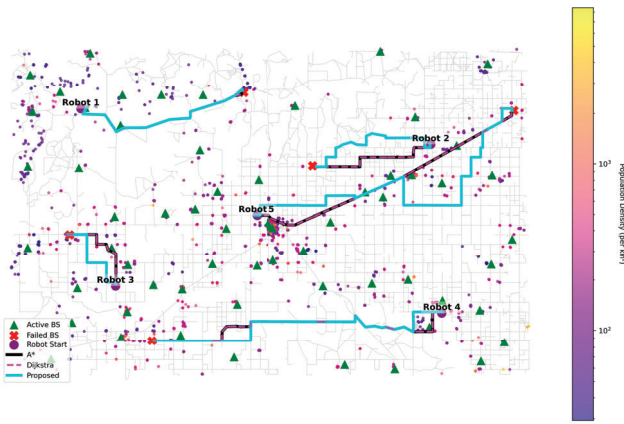 Robot 1
Robot 2
Robot 5
Robot 3
Robot 4
Active BS
Failed BS
Robot Start
A*
Dijkstra
Proposed
10³
10²
Population density (per km²)